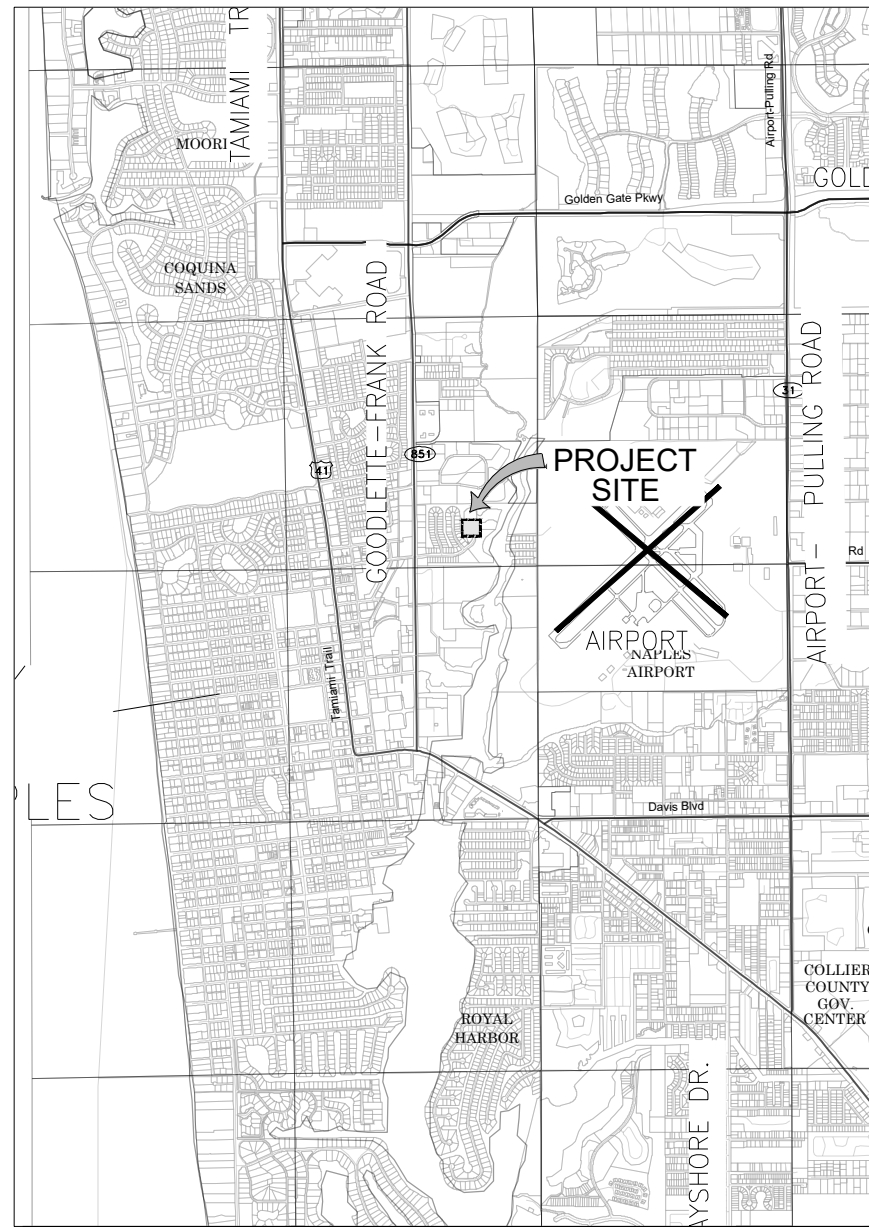 TAMIAMI TR
MOORI
Airport-Pulling Rd
GOLD
Golden Gate Pkwy
COQUINA
SANDS
GOODLETTE-FRANK ROAD
AIRPORT- PULLING ROAD
31
851
41
PROJECT
SITE
Rd
AIRPORT
NAPLES
AIRPORT
Tamiami Trail
LES
Davis Blvd
COLLIER
COUNTY
GOV.
CENTER
ROYAL
HARBOR
AYSHORE DR.